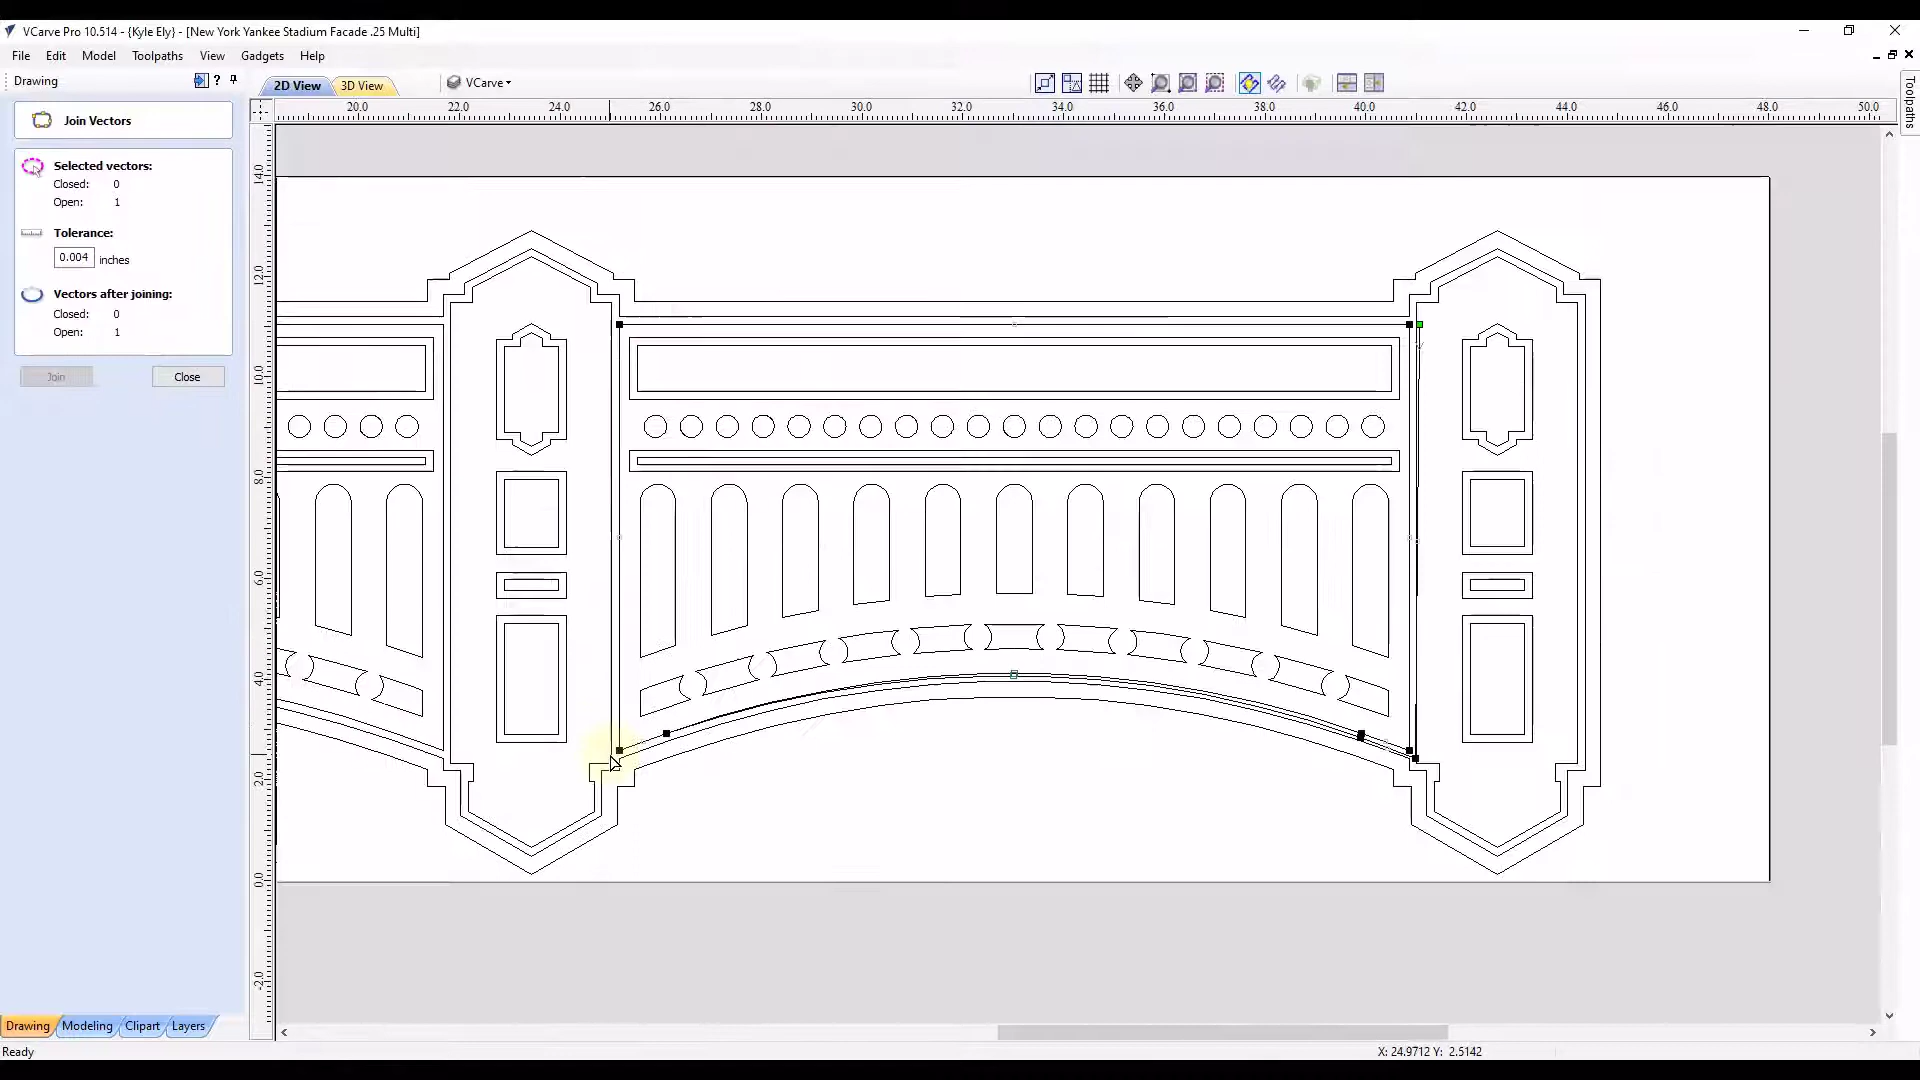 VCarve Pro 10.514 - {Kyle Ely} - [New York Yankee Stadium Facade .25 Multi]
File Edit Model Toolpaths View Gadgets Help
Drawing
2D View 3D View VCarve
Toolpaths
20.0 22.0 24.0 26.0 28.0 30.0 32.0 34.0 36.0 38.0 40.0 42.0 44.0 46.0 48.0 50.0
Join Vectors
Selected vectors:
Closed: 0
Open: 1
Tolerance:
0.004 inches
Vectors after joining:
Closed: 0
Open: 1
Join Close
14.0
12.0
10.0
8.0
6.0
4.0
2.0
0.0
-2.0
Drawing Modeling Clipart Layers
Ready X: 24.9712 Y: 2.5142